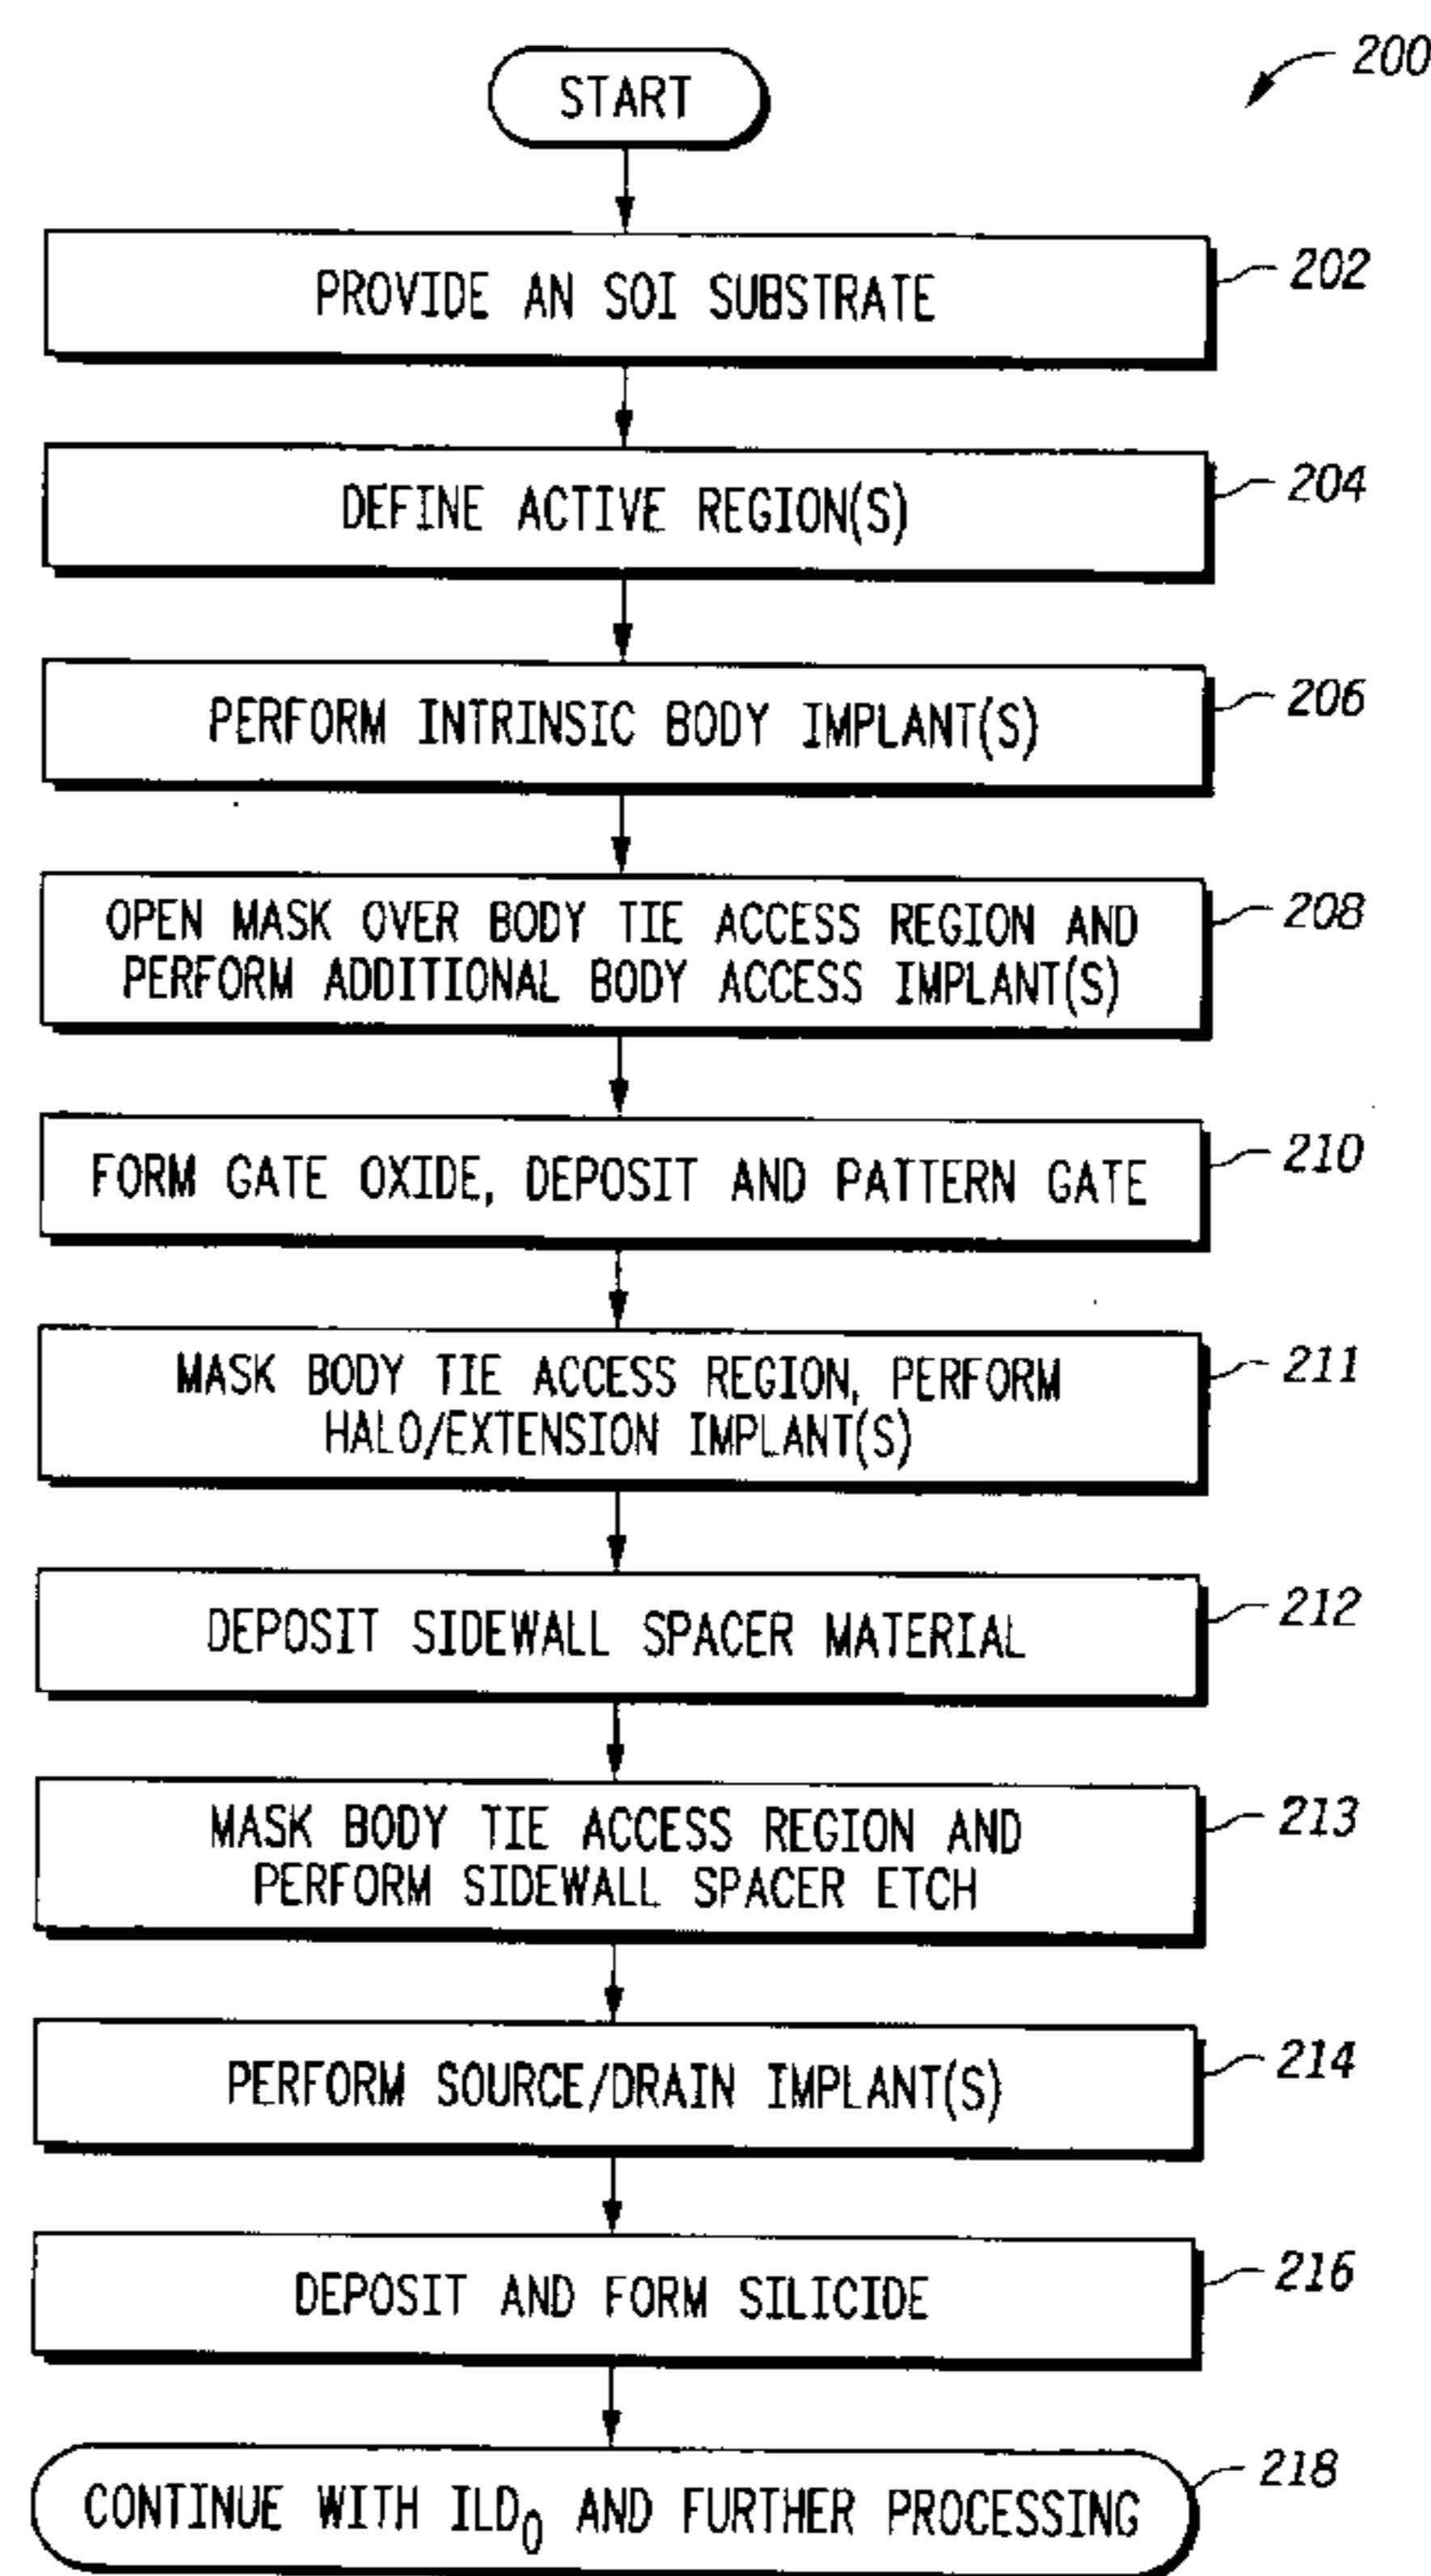 200
START
PROVIDE AN SOI SUBSTRATE
202
DEFINE ACTIVE REGION(S)
204
PERFORM INTRINSIC BODY IMPLANT(S)
206
OPEN MASK OVER BODY TIE ACCESS REGION AND
PERFORM ADDITIONAL BODY ACCESS IMPLANT(S)
208
FORM GATE OXIDE, DEPOSIT AND PATTERN GATE
210
MASK BODY TIE ACCESS REGION, PERFORM
HALO/EXTENSION IMPLANT(S)
211
DEPOSIT SIDEWALL SPACER MATERIAL
212
MASK BODY TIE ACCESS REGION AND
PERFORM SIDEWALL SPACER ETCH
213
PERFORM SOURCE/DRAIN IMPLANT(S)
214
DEPOSIT AND FORM SILICIDE
216
CONTINUE WITH ILD₀ AND FURTHER PROCESSING
218